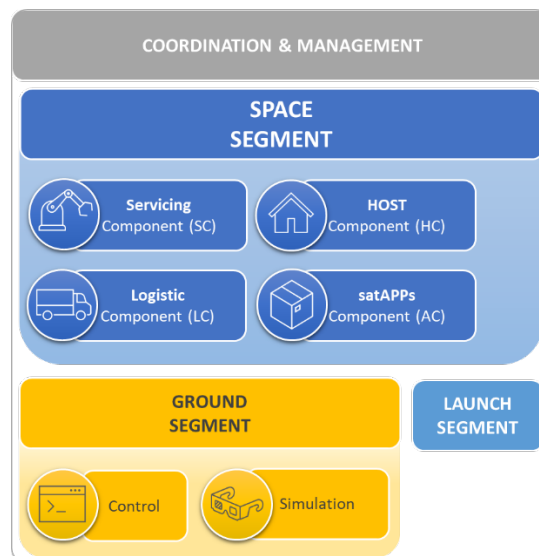 COORDINATION & MANAGEMENT
SPACE
SEGMENT
Servicing
Component (SC)
HOST
Component (HC)
Logistic
Component (LC)
satAPPs
Component (AC)
GROUND
SEGMENT
LAUNCH
SEGMENT
>_
Control
Simulation